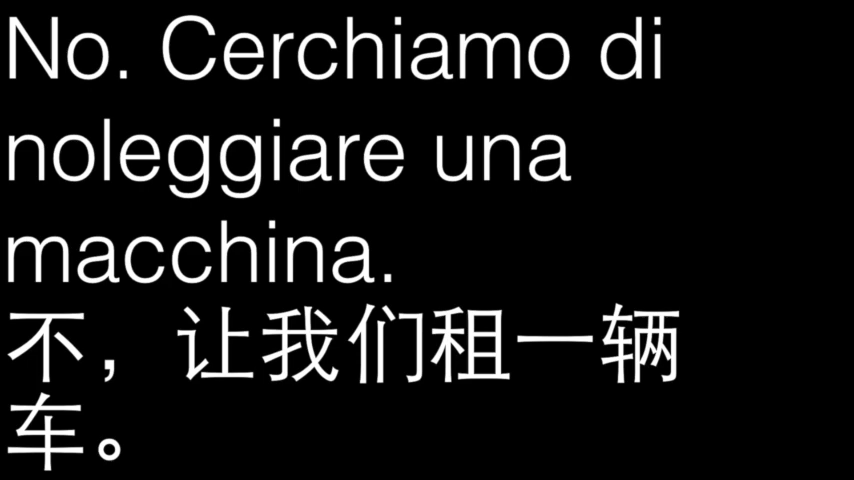 No. Cerchiamo di
noleggiare una
macchina.
不，让我们租一辆
车。